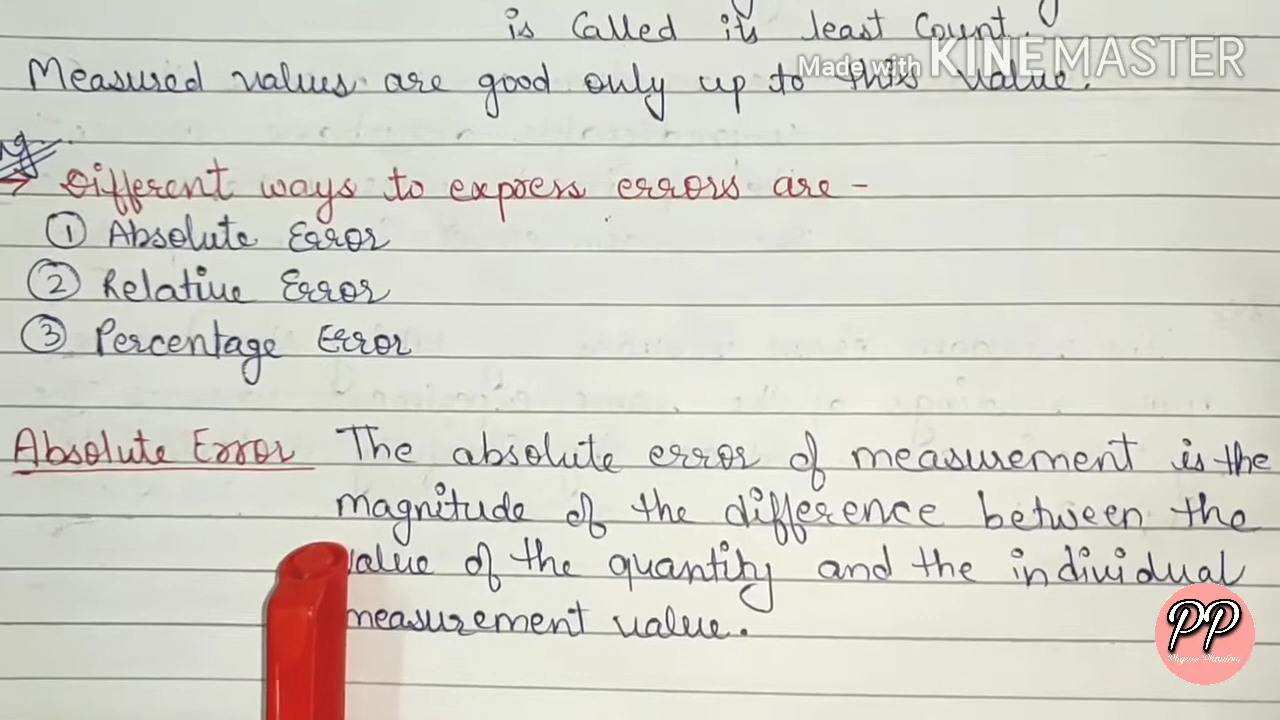 is Called its least Count.
Made with KINEMASTER
Measured values are good only up to this value.
→ Different ways to express errors are -
① Absolute Error
② Relative Error
③ Percentage Error
Absolute Error The absolute error of measurement is the
magnitude of the difference between the
value of the quantity and the individual
measurement value.
PP